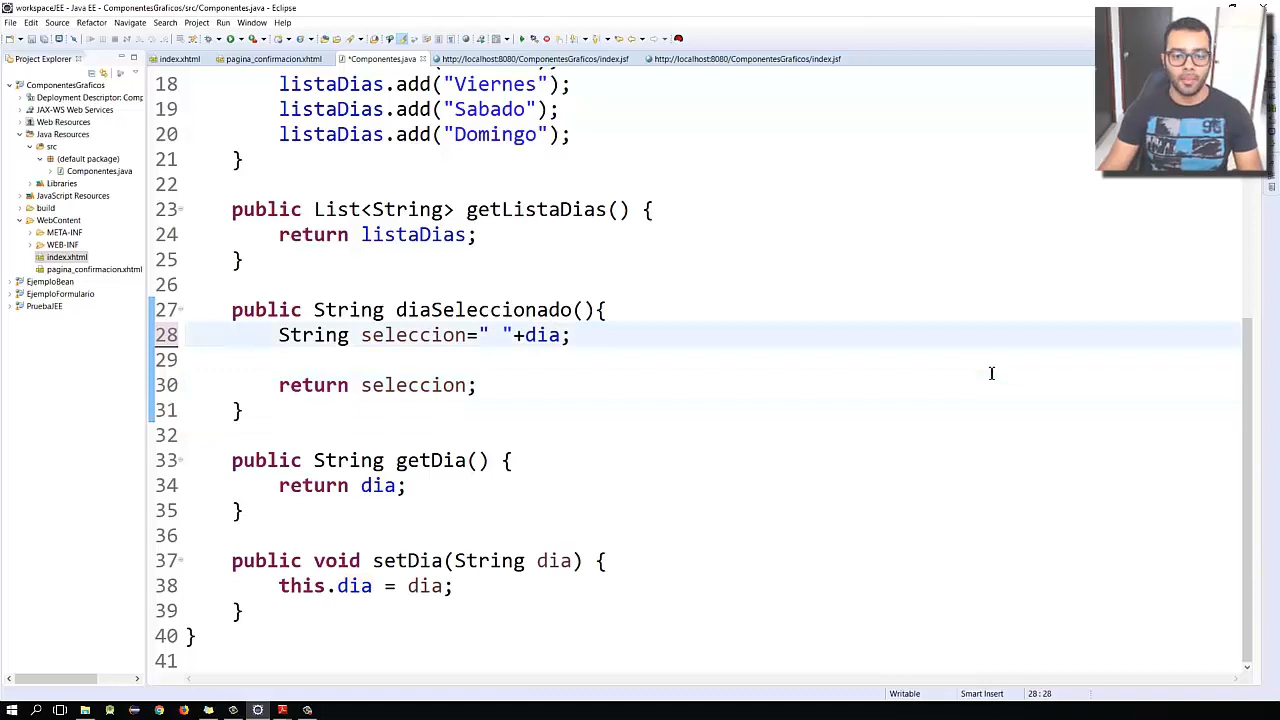 workspaceJEE - Java EE - ComponentesGraficos/src/Componentes.java - Eclipse
File Edit Source Refactor Navigate Search Project Run Window Help
Project Explorer
index.xhtml pagina_confirmacion.xhtml *Componentes.java http://localhost:8080/ComponentesGraficos/index.jsf http://localhost:8080/ComponentesGraficos/index.jsf
ComponentesGraficos
Deployment Descriptor: Comp
JAX-WS Web Services
Web Resources
Java Resources
src
(default package)
Componentes.java
Libraries
JavaScript Resources
build
WebContent
META-INF
WEB-INF
index.xhtml
pagina_confirmacion.xhtml
EjemploBean
EjemploFormulario
PruebaJEE
18 listaDias.add("Viernes");
19 listaDias.add("Sabado");
20 listaDias.add("Domingo");
21 }
22
23 public List<String> getListaDias() {
24 return listaDias;
25 }
26
27 public String diaSeleccionado(){
28 String seleccion=" "+dia;
29
30 return seleccion;
31 }
32
33 public String getDia() {
34 return dia;
35 }
36
37 public void setDia(String dia) {
38 this.dia = dia;
39 }
40 }
41
Writable Smart Insert 28 : 28